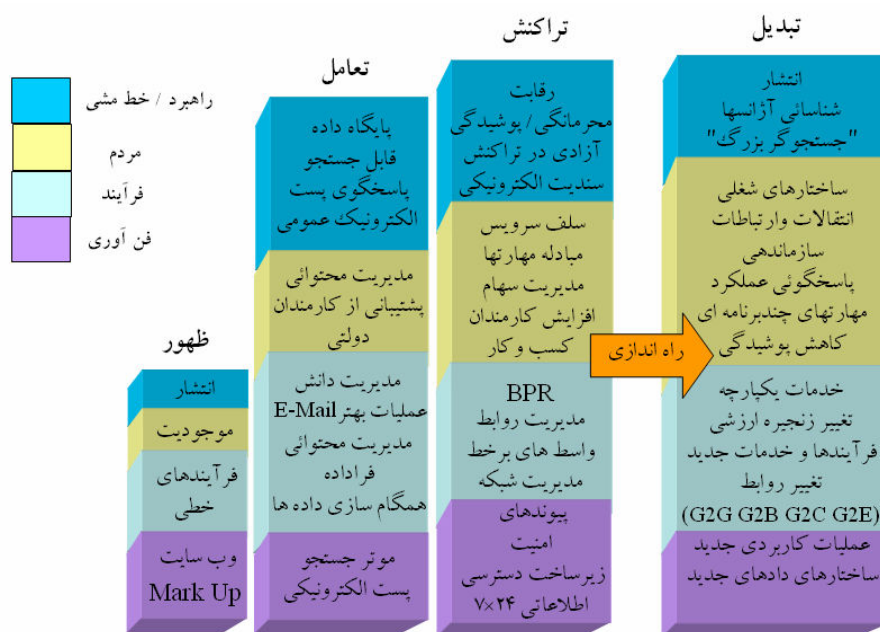 تبدیل
انتشار
شناسائی آژانسها
"جستجوگر بزرگ"
ساختارهای شغلی
انتقالات وارتباطات
سازماندهی
پاسخگوئی عملکرد
مهارتهای چندبرنامه ای
کاهش پوشیدگی
خدمات یکپارچه
تغییر زنجیره ارزشی
فرآیندها و خدمات جدید
تغییر روابط
(G2G G2B G2C G2E)
عملیات کاربردی جدید
ساختارهای دادهای جدید
راه اندازی
تراکنش
رقابت
محرمانگی/ پوشیدگی
آزادی در تراکنش
سندیت الکترونیکی
سلف سرویس
مبادله مهارتها
مدیریت سهام
افزایش کارمندان
کسب وکار
BPR
مدیریت روابط
واسط های برخط
مدیریت شبکه
پیوندهای
امنیت
زیرساخت دسترسی
اطلاعاتی ۲۴×۷
تعامل
پایگاه داده
قابل جستجو
پاسخگوی پست
الکترونیک عمومی
مدیریت محتوائی
پشتیبانی از کارمندان
دولتی
مدیریت دانش
عملیات بهتر E-Mail
مدیریت محتوائی
فراداده
همگام سازی داده ها
موتر جستجو
پست الکترونیکی
ظهور
انتشار
موجودیت
فرآیندهای
خطی
وب سایت
Mark Up
راهبرد / خط مشی
مردم
فرآیند
فن آوری